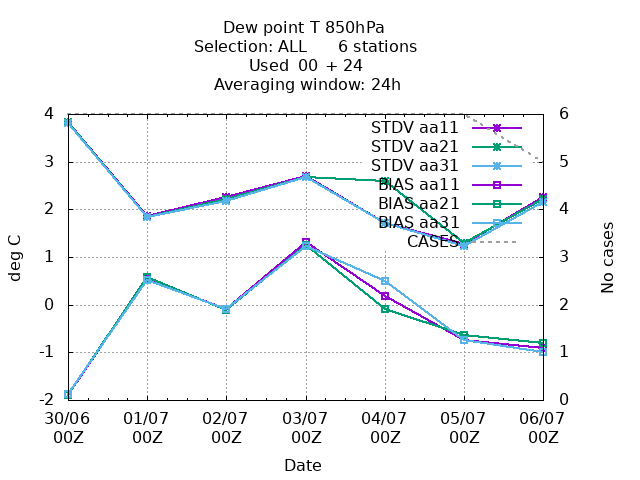 Dew point T 850hPa
Selection: ALL      6 stations
Used  00  + 24
Averaging window: 24h
4
3
2
1
0
-1
-2
deg C
6
5
4
3
2
1
0
No cases
STDV aa11
STDV aa21
STDV aa31
BIAS aa11
BIAS aa21
BIAS aa31
CASES
30/06 01/07 02/07 03/07 04/07 05/07 06/07
00Z 00Z 00Z 00Z 00Z 00Z 00Z
Date